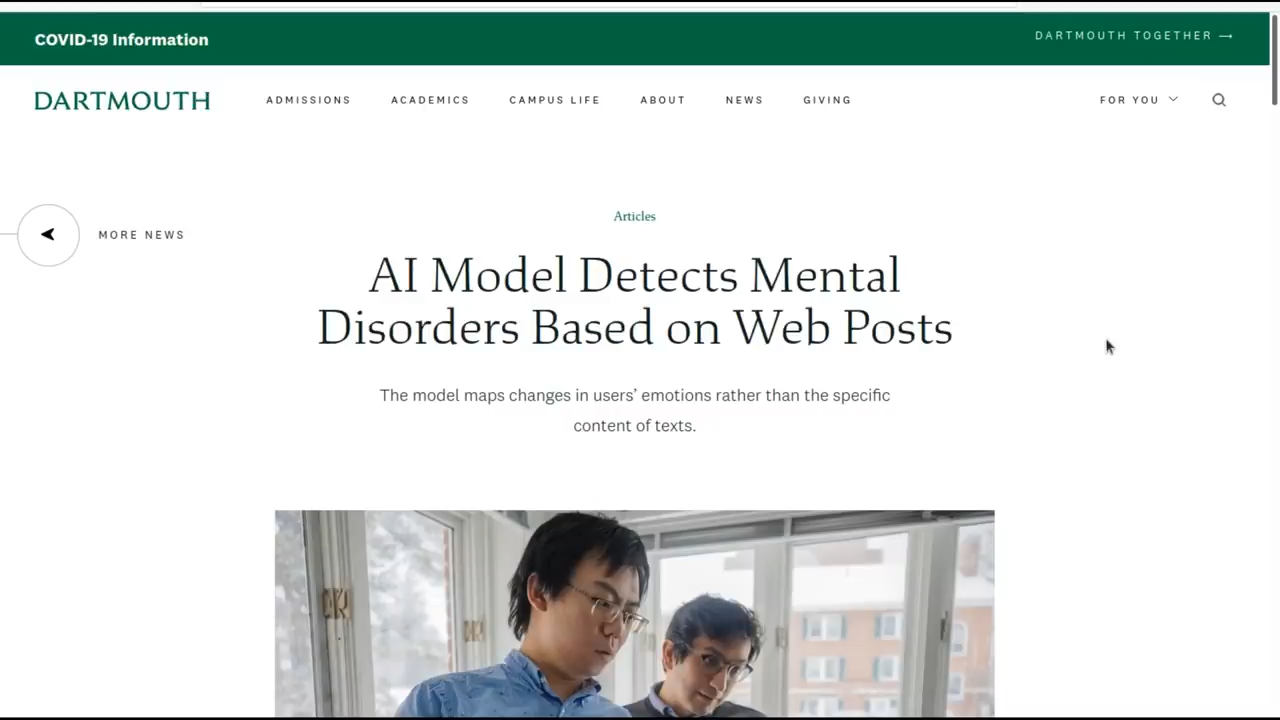 COVID-19 Information
DARTMOUTH TOGETHER →
DARTMOUTH
ADMISSIONS
ACADEMICS
CAMPUS LIFE
ABOUT
NEWS
GIVING
FOR YOU
MORE NEWS
Articles
AI Model Detects Mental
Disorders Based on Web Posts
The model maps changes in users’ emotions rather than the specific
content of texts.